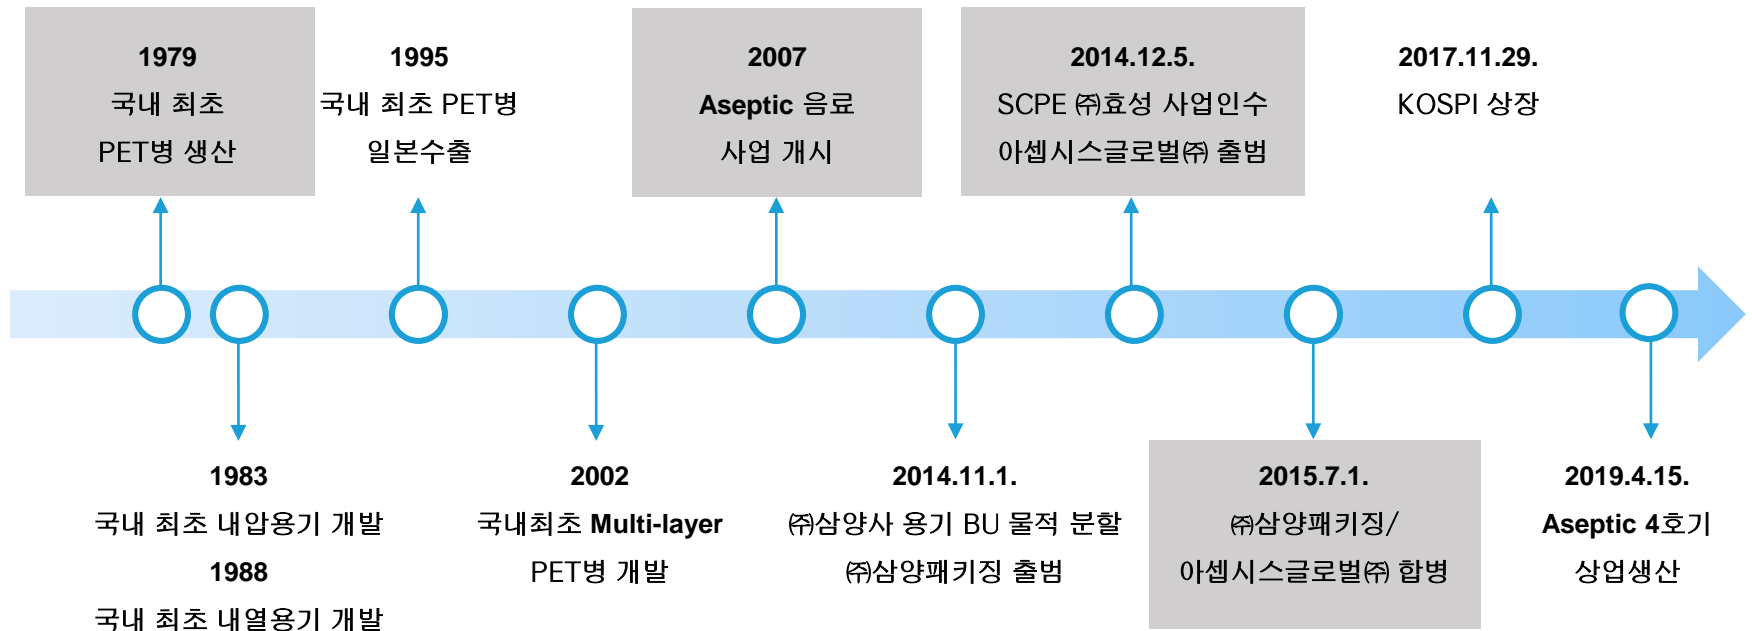 1979
국내 최초
PET병 생산
1995
국내 최초 PET병
일본수출
2007
Aseptic 음료
사업 개시
2014.12.5.
SCPE ㈜효성 사업인수
아셉시스글로벌㈜ 출범
2017.11.29.
KOSPI 상장
1983
국내 최초 내압용기 개발
1988
국내 최초 내열용기 개발
2002
국내최초 Multi-layer
PET병 개발
2014.11.1.
㈜삼양사 용기 BU 물적 분할
㈜삼양패키징 출범
2015.7.1.
㈜삼양패키징/
아셉시스글로벌㈜ 합병
2019.4.15.
Aseptic 4호기
상업생산